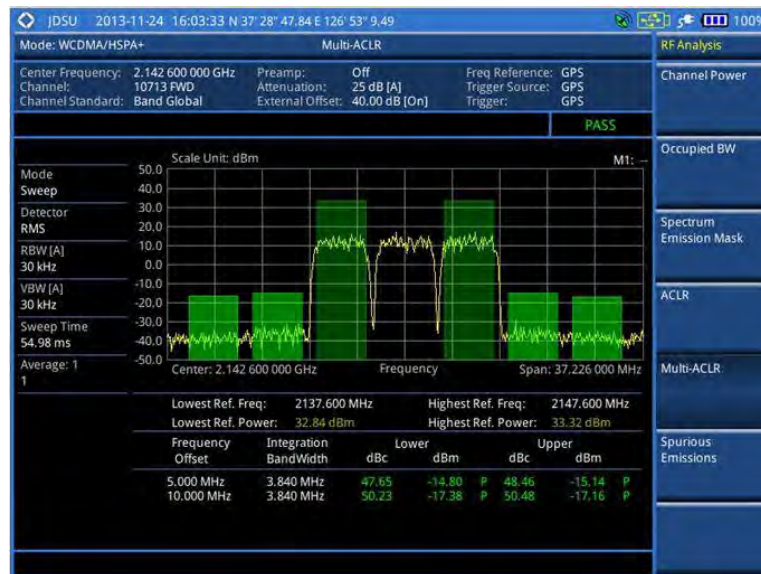 JDSU 2013-11-24 16:03:33 N 37' 28" 47.84 E 126' 53" 9.49 100%
Mode: WCDMA/HSPA+ Multi-ACLR RF Analysis
Center Frequency: 2.142 600 000 GHz Preamp: Off Freq Reference: GPS
Channel: 10713 FWD Attenuation: 25 dB [A] Trigger Source: GPS
Channel Standard: Band Global External Offset: 40.00 dB [On] Trigger: GPS
Channel Power
PASS
Occupied BW
Spectrum
Emission Mask
ACLR
Multi-ACLR
Spurious
Emissions
Mode
Sweep
Detector
RMS
RBW [A]
30 kHz
VBW [A]
30 kHz
Sweep Time
54.98 ms
Average: 1
1
Scale Unit: dBm M1: --
50.0
40.0
30.0
20.0
10.0
0.0
-10.0
-20.0
-30.0
-40.0
-50.0
Center: 2.142 600 000 GHz Frequency Span: 37.226 000 MHz
Lowest Ref. Freq: 2137.600 MHz Highest Ref. Freq: 2147.600 MHz
Lowest Ref. Power: 32.84 dBm Highest Ref. Power: 33.32 dBm
Frequency Integration Lower Upper
Offset BandWidth dBc dBm dBc dBm
5.000 MHz 3.840 MHz 47.65 -14.80 P 48.46 -15.14 P
10.000 MHz 3.840 MHz 50.23 -17.38 P 50.48 -17.16 P